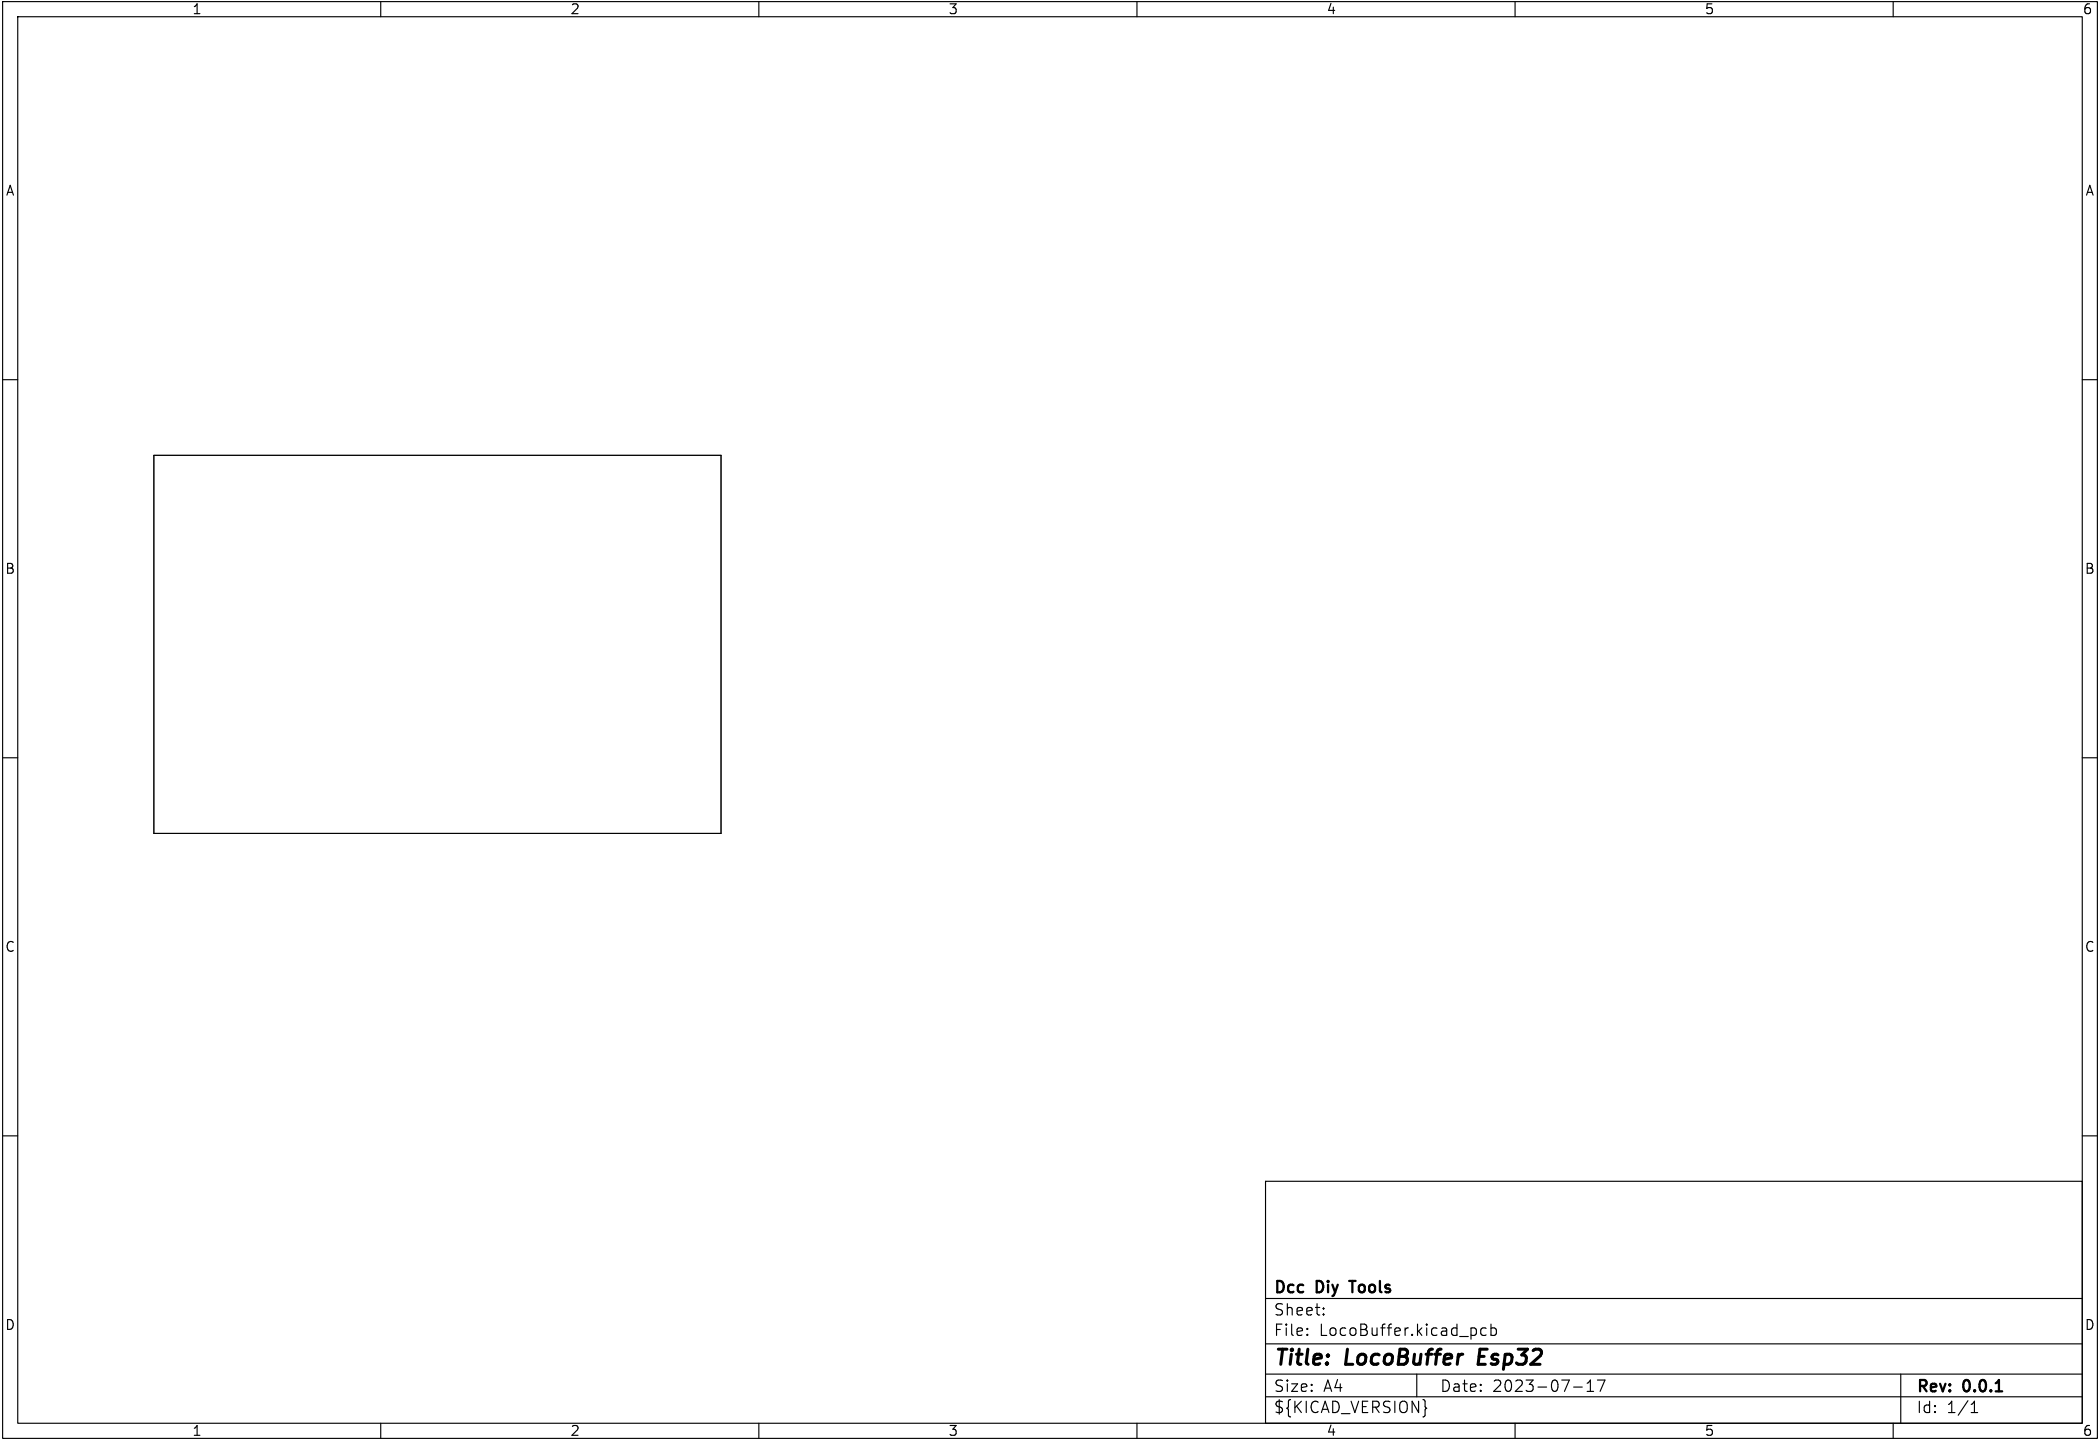 1 2 3 4 5 6
A A
B B
C C
Dcc Diy Tools
Sheet:
File: LocoBuffer.kicad_pcb
D D
Title: LocoBuffer Esp32
Size: A4 Date: 2023-07-17 Rev: 0.0.1
${KICAD_VERSION} Id: 1/1
1 2 3 4 5 6